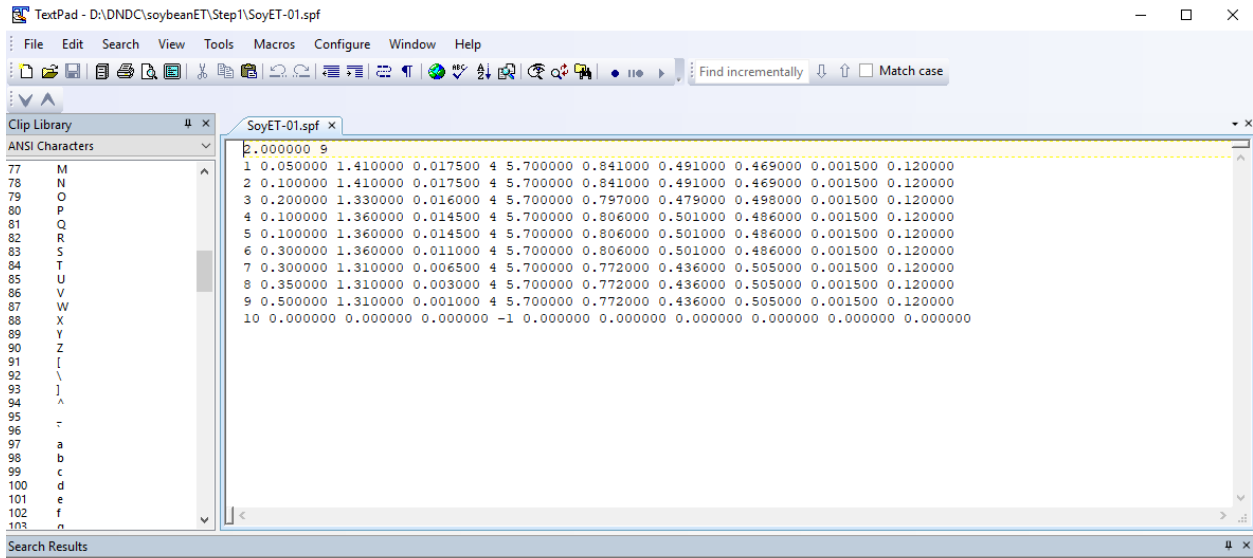 TextPad - D:\DNDC\soybeanET\Step1\SoyET-01.spf
File Edit Search View Tools Macros Configure Window Help
Find incrementally Match case
Clip Library
SoyET-01.spf
ANSI Characters
77 M
78 N
79 O
80 P
81 Q
82 R
83 S
84 T
85 U
86 V
87 W
88 X
89 Y
90 Z
91 [
92 \
93 ]
94 ^
95 _
96 `
97 a
98 b
99 c
100 d
101 e
102 f
103 g
2.000000 9
1 0.050000 1.410000 0.017500 4 5.700000 0.841000 0.491000 0.469000 0.001500 0.120000
2 0.100000 1.410000 0.017500 4 5.700000 0.841000 0.491000 0.469000 0.001500 0.120000
3 0.200000 1.330000 0.016000 4 5.700000 0.797000 0.479000 0.498000 0.001500 0.120000
4 0.100000 1.360000 0.014500 4 5.700000 0.806000 0.501000 0.486000 0.001500 0.120000
5 0.100000 1.360000 0.014500 4 5.700000 0.806000 0.501000 0.486000 0.001500 0.120000
6 0.300000 1.360000 0.011000 4 5.700000 0.806000 0.501000 0.486000 0.001500 0.120000
7 0.300000 1.310000 0.006500 4 5.700000 0.772000 0.436000 0.505000 0.001500 0.120000
8 0.350000 1.310000 0.003000 4 5.700000 0.772000 0.436000 0.505000 0.001500 0.120000
9 0.500000 1.310000 0.001000 4 5.700000 0.772000 0.436000 0.505000 0.001500 0.120000
10 0.000000 0.000000 0.000000 -1 0.000000 0.000000 0.000000 0.000000 0.000000 0.000000
Search Results